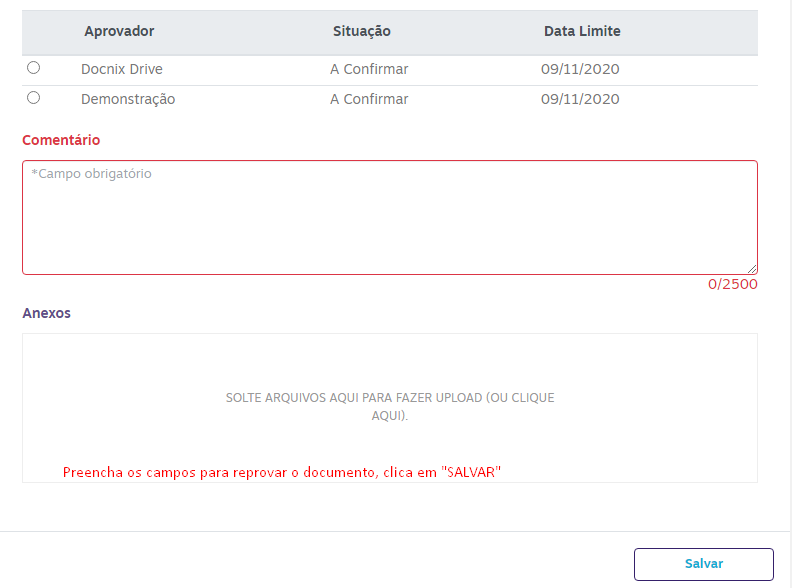 Aprovador Situação Data Limite
Docnix Drive A Confirmar 09/11/2020
Demonstração A Confirmar 09/11/2020
Comentário
*Campo obrigatório
0/2500
Anexos
SOLTE ARQUIVOS AQUI PARA FAZER UPLOAD (OU CLIQUE
AQUI).
Preencha os campos para reprovar o documento, clica em "SALVAR"
Salvar